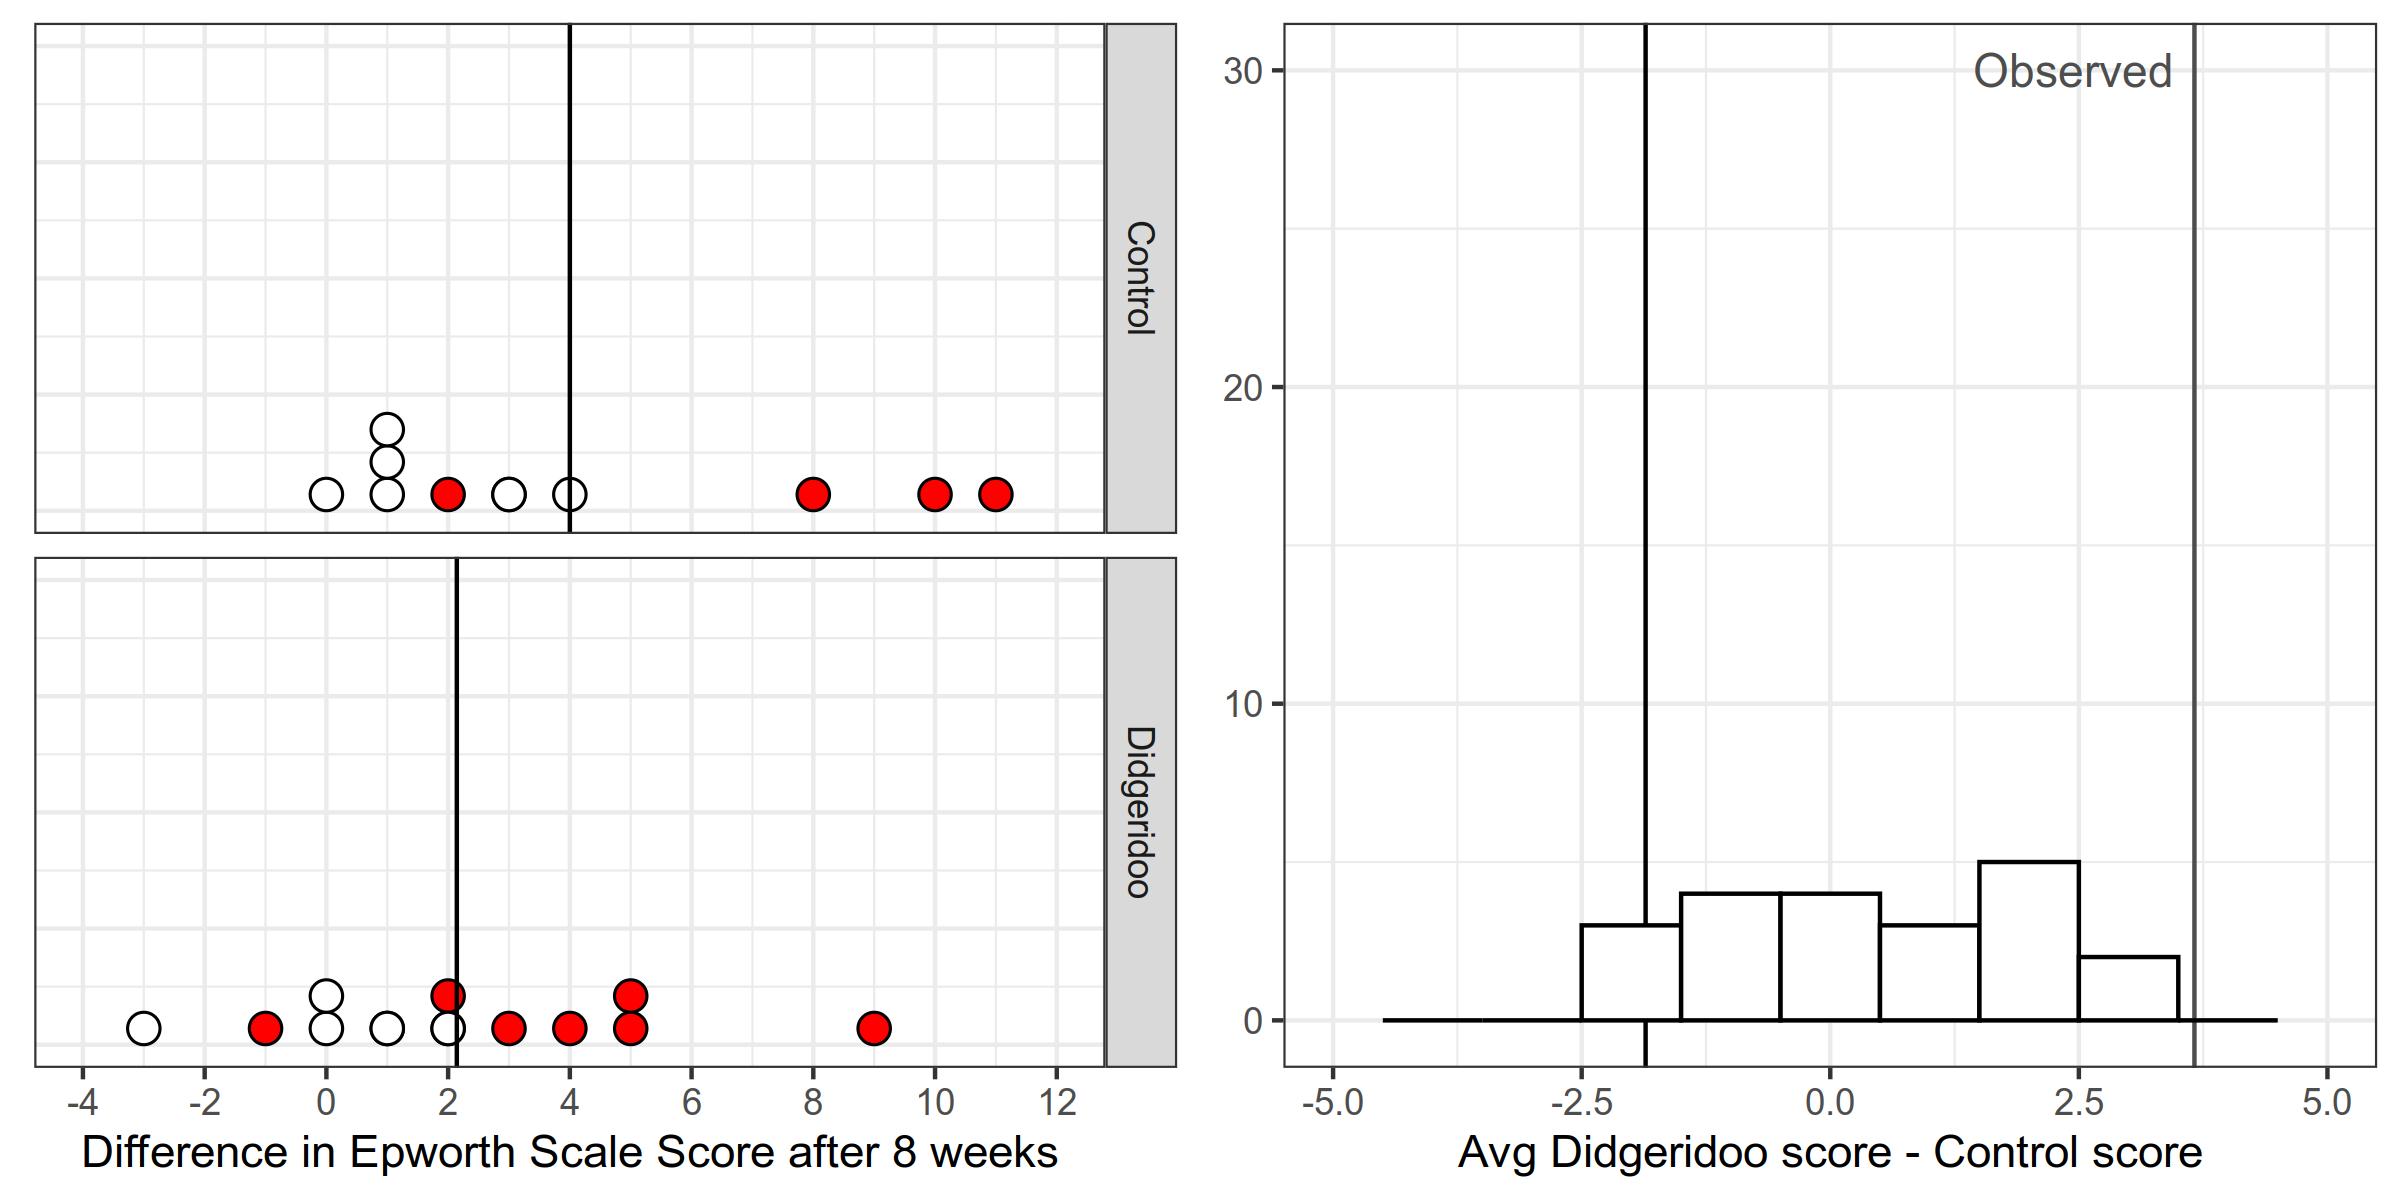 Control
Didgeridoo
-4 -2 0 2 4 6 8 10 12
Difference in Epworth Scale Score after 8 weeks
Observed
30
20
10
0
-5.0 -2.5 0.0 2.5 5.0
Avg Didgeridoo score - Control score